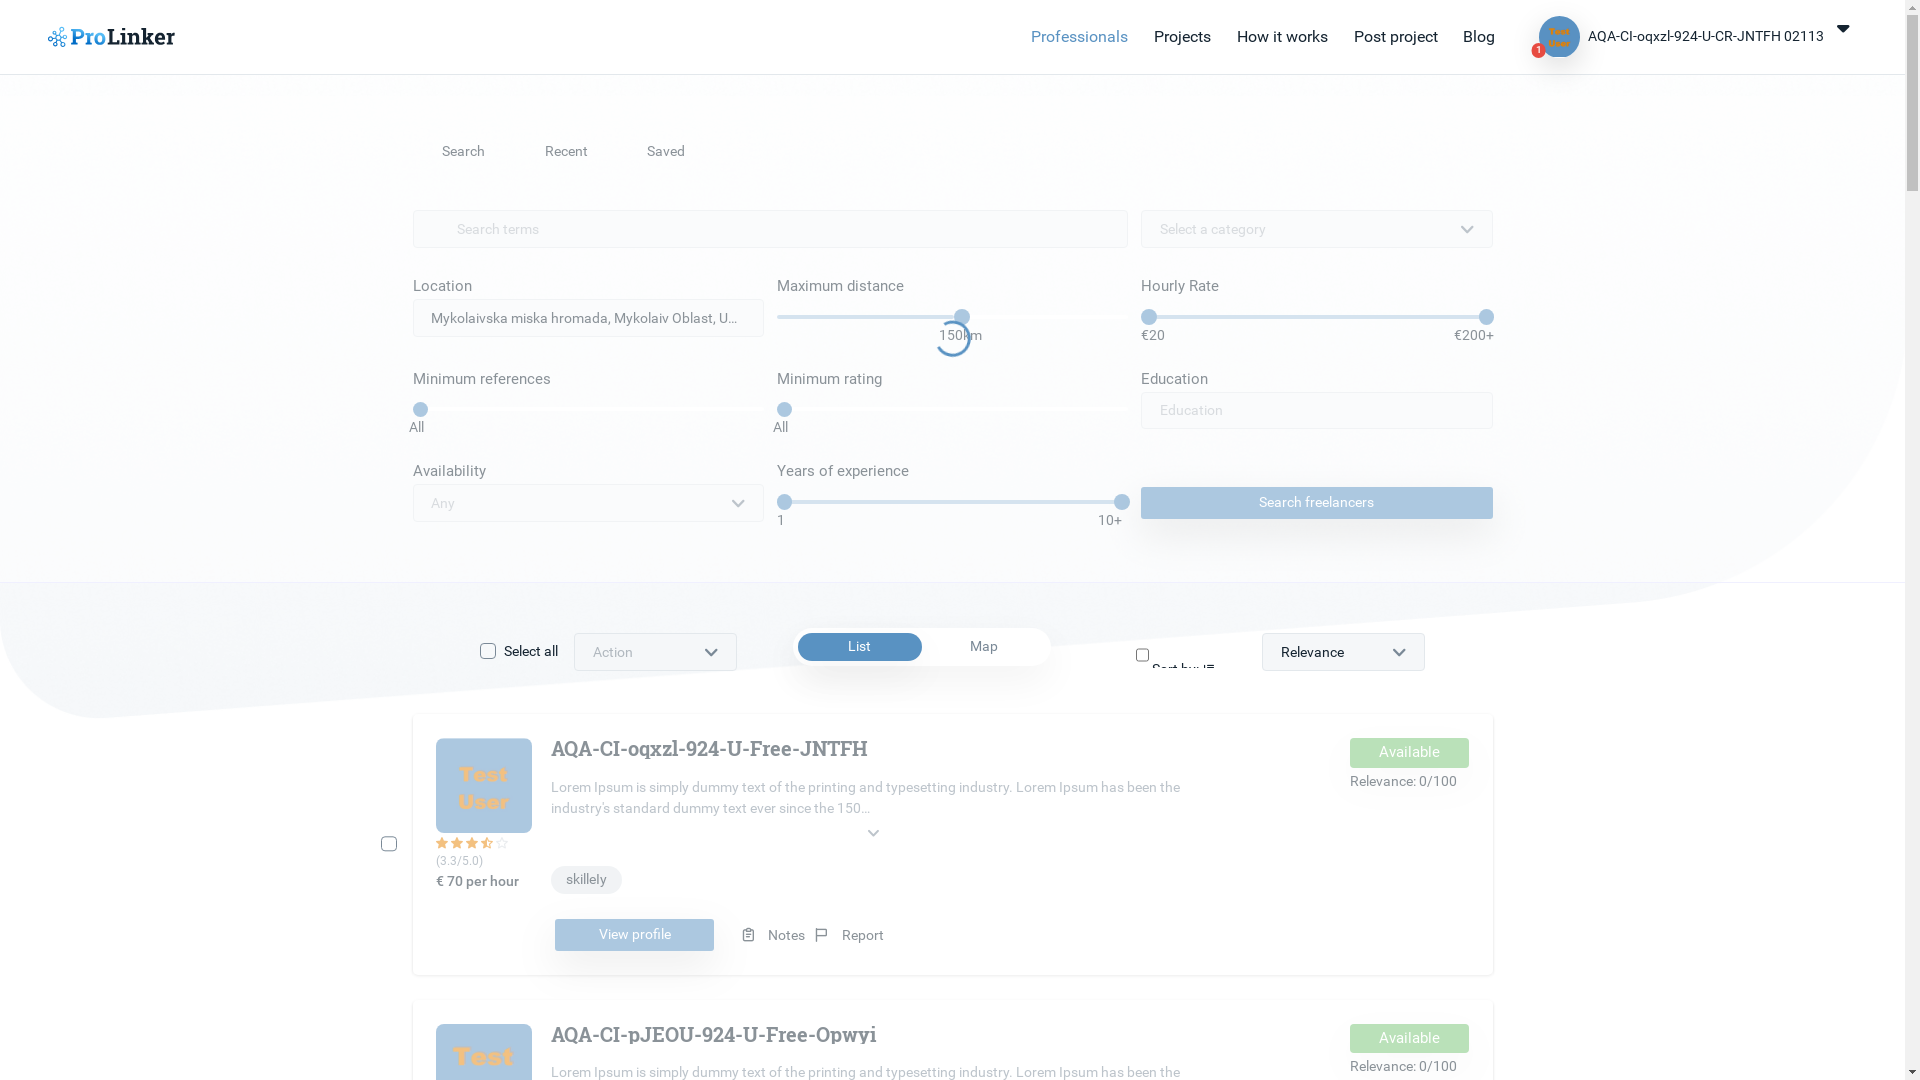 ProLinker
Professionals
Projects
How it works
Post project
Blog
Test
User
1
AQA-CI-oqxzl-924-U-CR-JNTFH 02113
Search
Recent
Saved
Search terms
Select a category
Location
Maximum distance
Hourly Rate
Mykolaivska miska hromada, Mykolaiv Oblast, U...
150km
€20
€200+
Minimum references
Minimum rating
Education
Education
All
All
Availability
Years of experience
Any
Search freelancers
1
10+
Select all
Action
List
Map
Sort by:
Relevance
Test
User
AQA-CI-oqxzl-924-U-Free-JNTFH
Available
Lorem Ipsum is simply dummy text of the printing and typesetting industry. Lorem Ipsum has been the
industry's standard dummy text ever since the 150...
Relevance: 0/100
(3.3/5.0)
€ 70 per hour
skilleIy
View profile
Notes
Report
Test
AQA-CI-pJEOU-924-U-Free-Opwyi
Available
Lorem Ipsum is simply dummy text of the printing and typesetting industry. Lorem Ipsum has been the
Relevance: 0/100